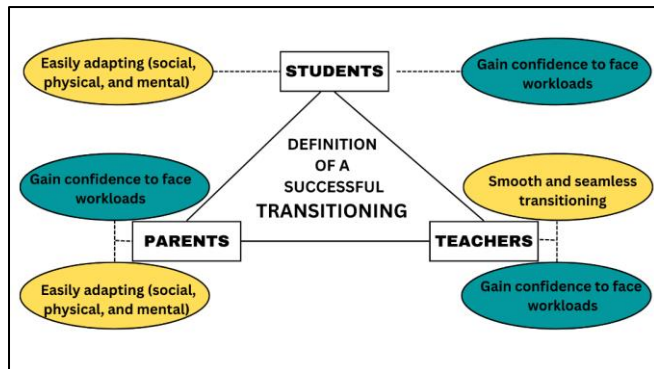 Easily adapting (social,
physical, and mental)
STUDENTS
Gain confidence to face
workloads
DEFINITION
OF A
SUCCESSFUL
TRANSITIONING
Gain confidence to face
workloads
Smooth and seamless
transitioning
PARENTS
TEACHERS
Easily adapting (social,
physical, and mental)
Gain confidence to face
workloads